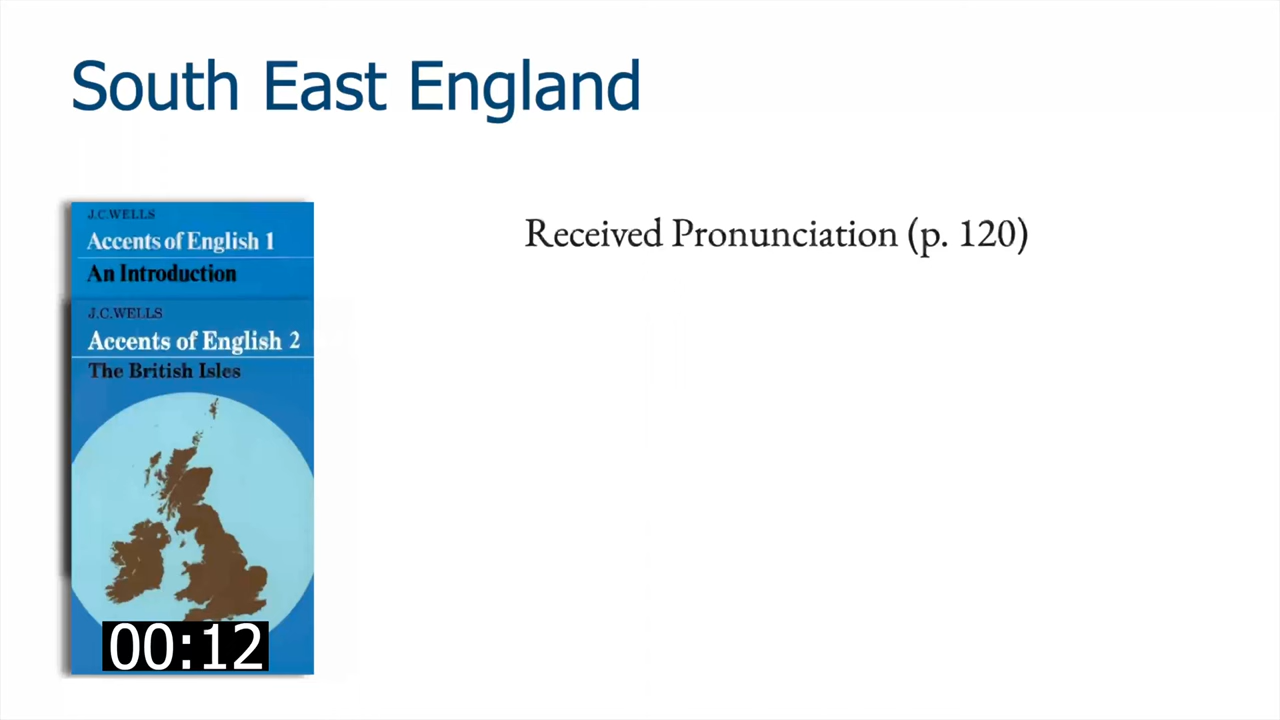 South East England
J.C.WELLS
Accents of English 1
An Introduction
J.C.WELLS
Accents of English 2
The British Isles
00:12
Received Pronunciation (p. 120)